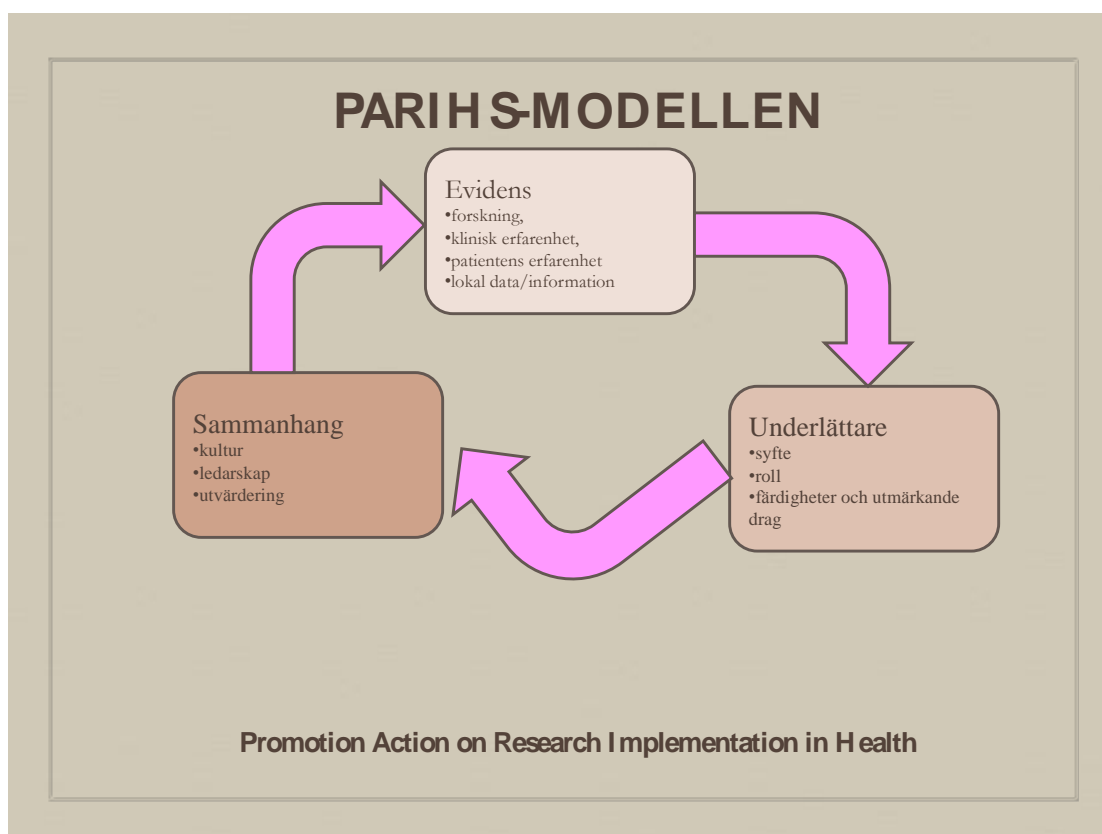 PARIHS-MODELLEN
Evidens
•forskning,
•klinisk erfarenhet,
•patientens erfarenhet
•lokal data/information
Sammanhang
•kultur
•ledarskap
•utvärdering
Underlättare
•syfte
•roll
•färdigheter och utmärkande
drag
Promotion Action on Research Implementation in Health